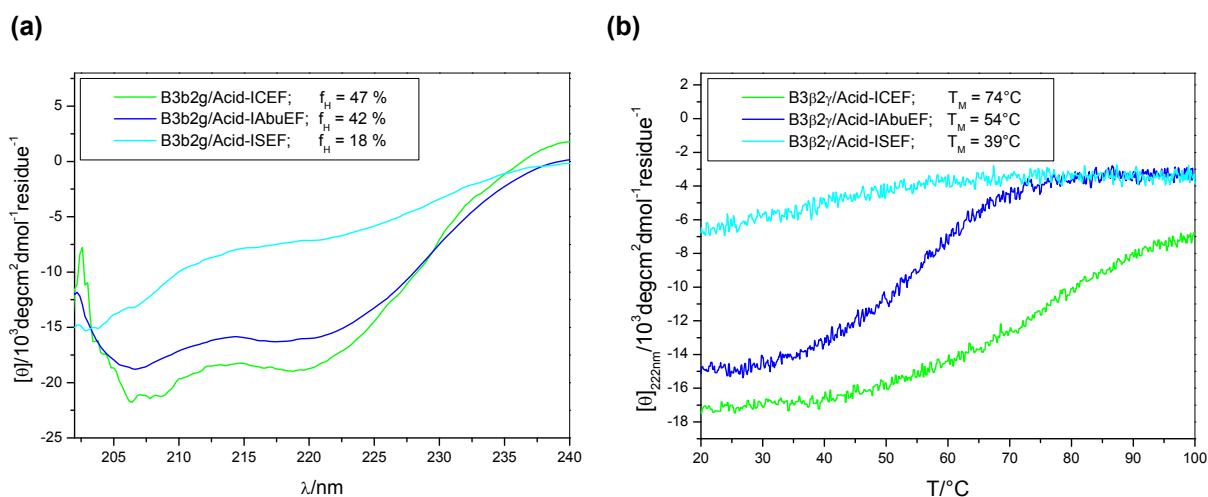 (a)
B3b2g/Acid-ICEF; f_H = 47 %
B3b2g/Acid-IAbuEF; f_H = 42 %
B3b2g/Acid-ISEF; f_H = 18 %
[θ]/10³degcm²dmol⁻¹residue⁻¹
5
0
-5
-10
-15
-20
-25
205 210 215 220 225 230 235 240
λ/nm
(b)
B3β2γ/Acid-ICEF; T_M = 74°C
B3β2γ/Acid-IAbuEF; T_M = 54°C
B3β2γ/Acid-ISEF; T_M = 39°C
[θ]₂₂₂ₙₘ/10³degcm²dmol⁻¹residue⁻¹
2
0
-2
-4
-6
-8
-10
-12
-14
-16
-18
20 30 40 50 60 70 80 90 100
T/°C